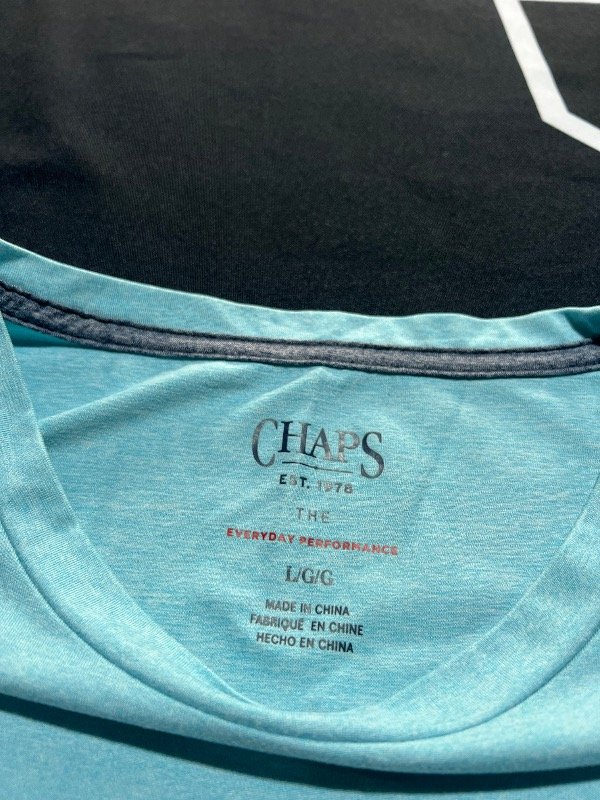 CHAPS
EST. 1978
THE
EVERYDAY PERFORMANCE
L/G/G
MADE IN CHINA
FABRIQUÉ EN CHINE
HECHO EN CHINA